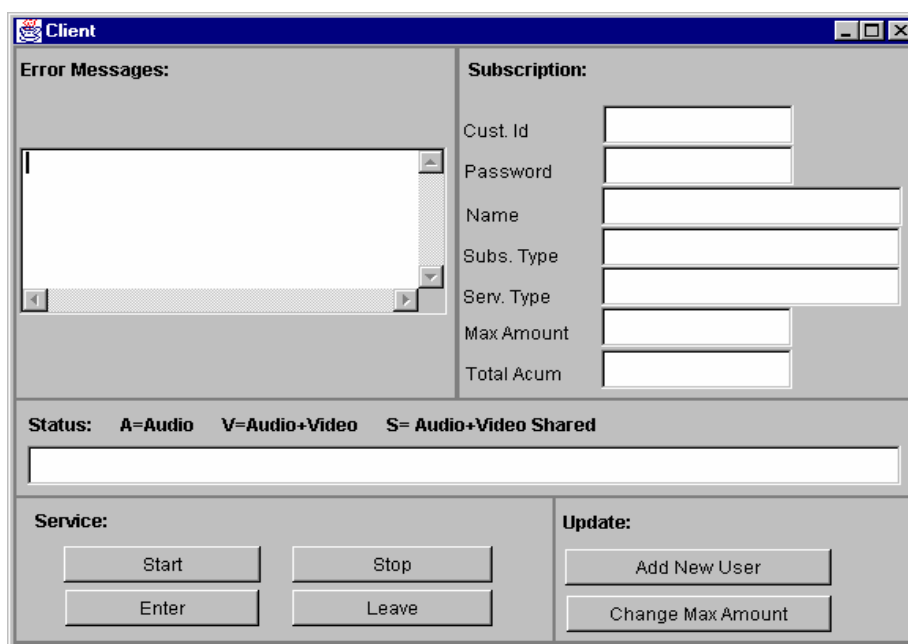 Client
Error Messages:
Subscription:
Cust. Id
Password
Name
Subs. Type
Serv. Type
Max Amount
Total Acum
Status: A=Audio V=Audio+Video S= Audio+Video Shared
Service:
Start Stop
Enter Leave
Update:
Add New User
Change Max Amount